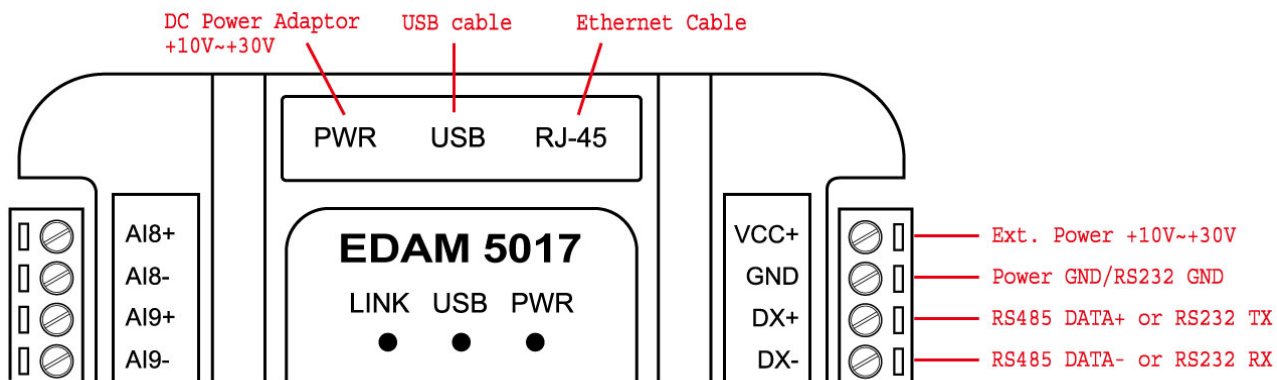 DC Power Adaptor
+10V~+30V
USB cable
Ethernet Cable
PWR USB RJ-45
AI8+
AI8-
AI9+
AI9-
EDAM 5017
LINK USB PWR
VCC+
GND
DX+
DX-
Ext. Power +10V~+30V
Power GND/RS232 GND
RS485 DATA+ or RS232 TX
RS485 DATA- or RS232 RX